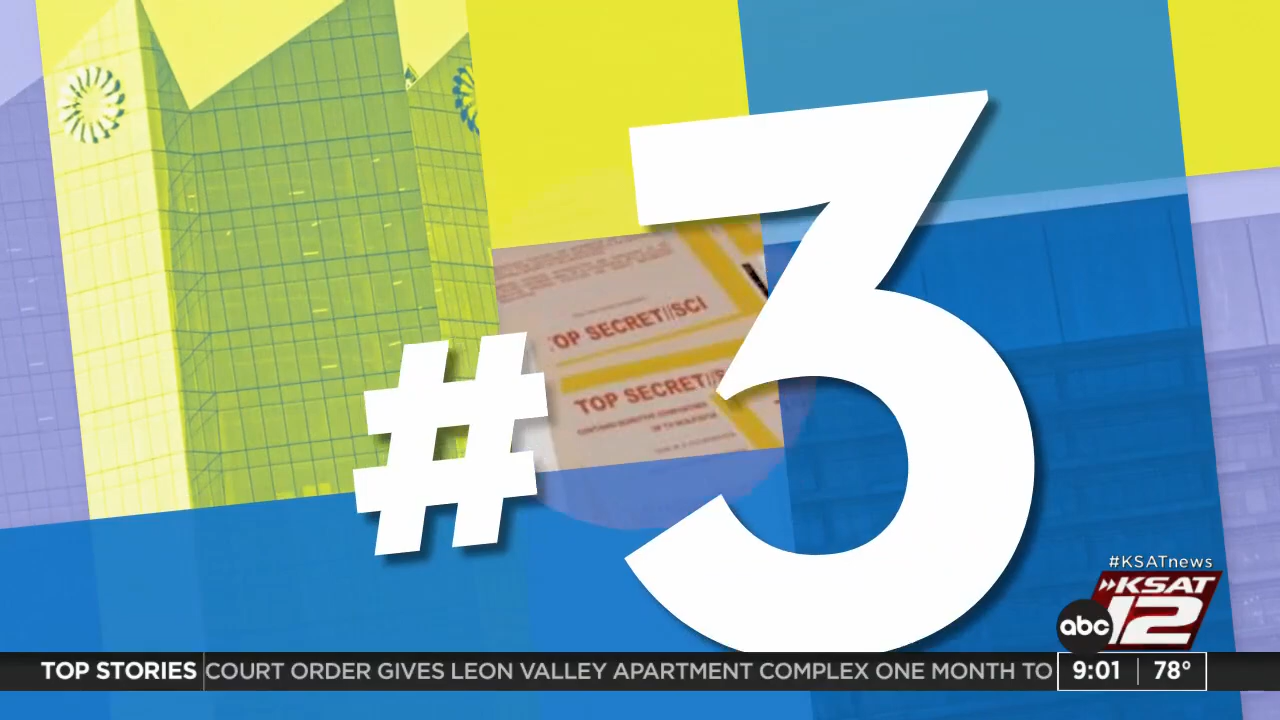 TOP SECRET//SCI
TOP SECRET//S
#3
#KSATnews
KSAT
abc 12
TOP STORIES COURT ORDER GIVES LEON VALLEY APARTMENT COMPLEX ONE MONTH TO 9:01 78°